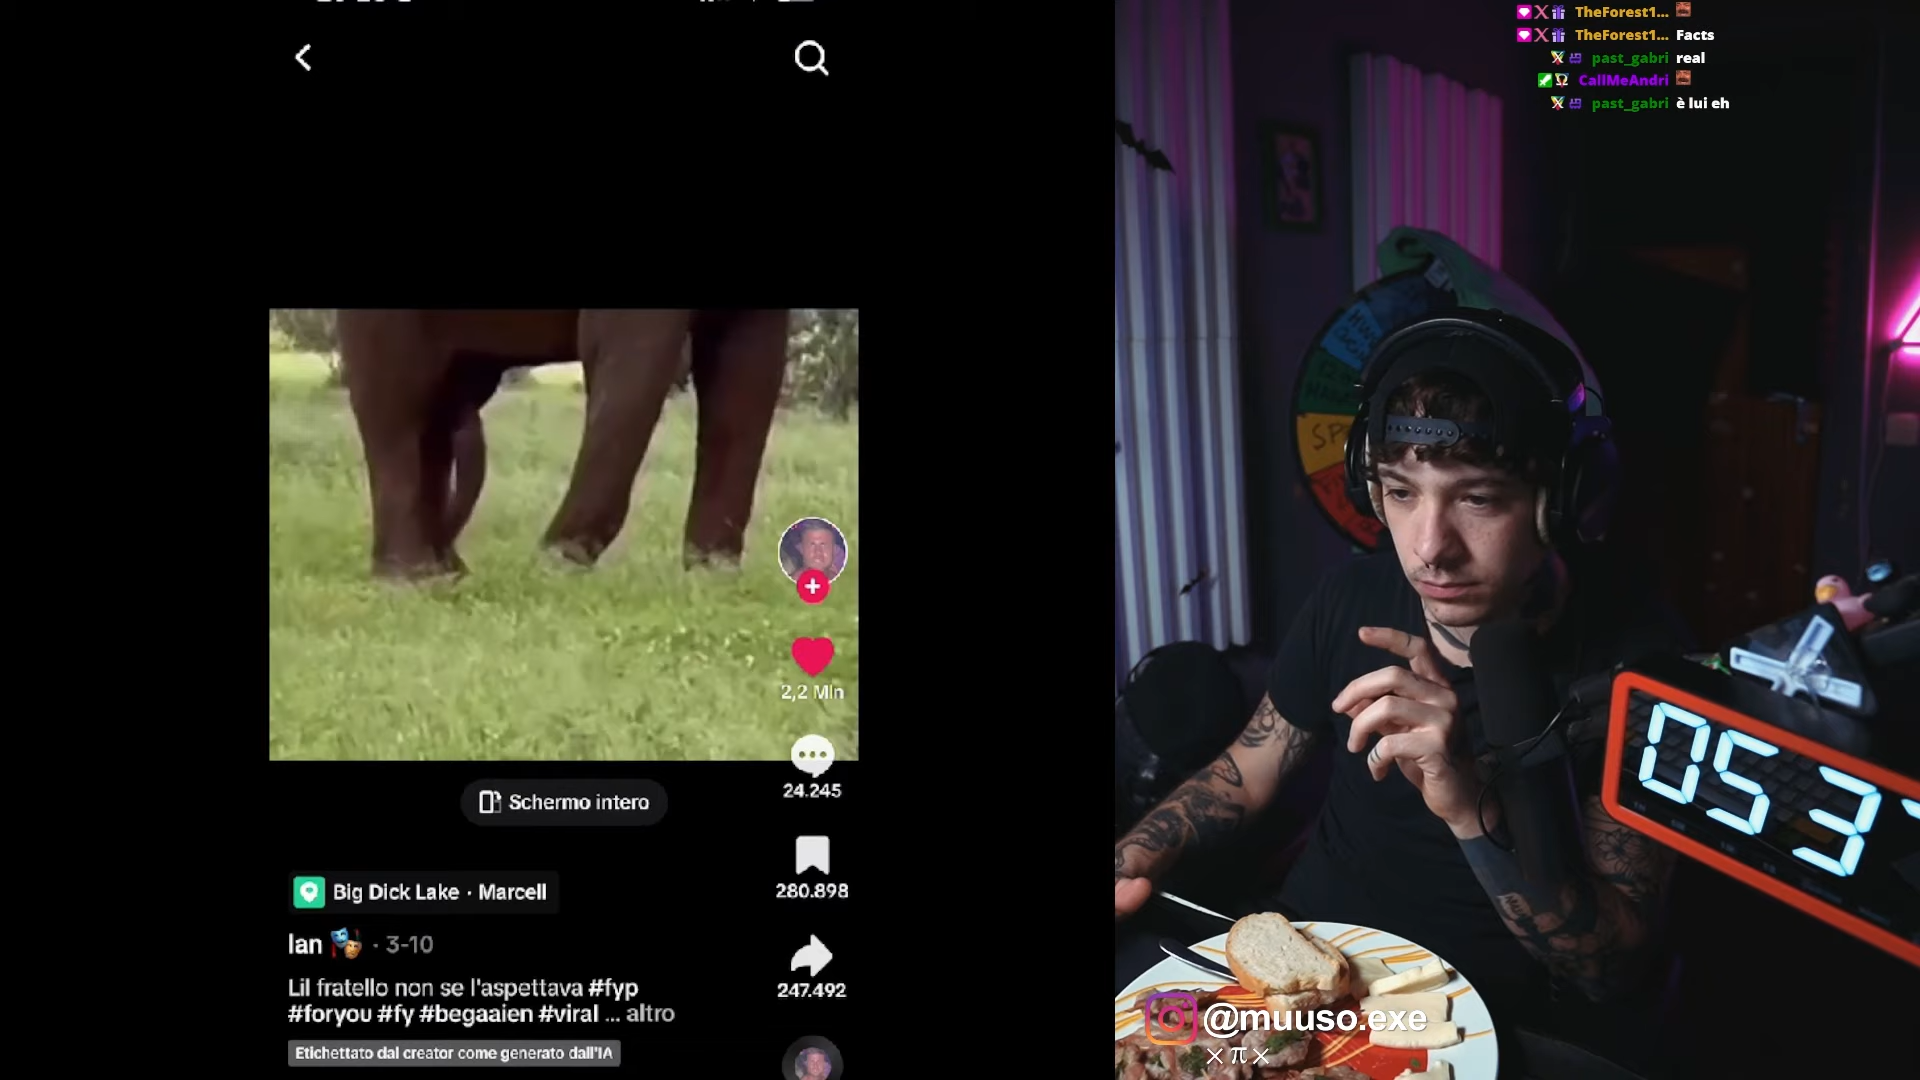 2,2 Mln
24.245
Schermo intero
280.898
Big Dick Lake · Marcell
Ian · 3-10
247.492
Lil fratello non se l'aspettava #fyp
#foryou #fy #begaaien #viral ... altro
Etichettato dal creator come generato dall'IA
TheForest1...
TheForest1... Facts
past_gabri real
CallMeAndri
past_gabri è lui eh
053
@muuso.exe
×π×